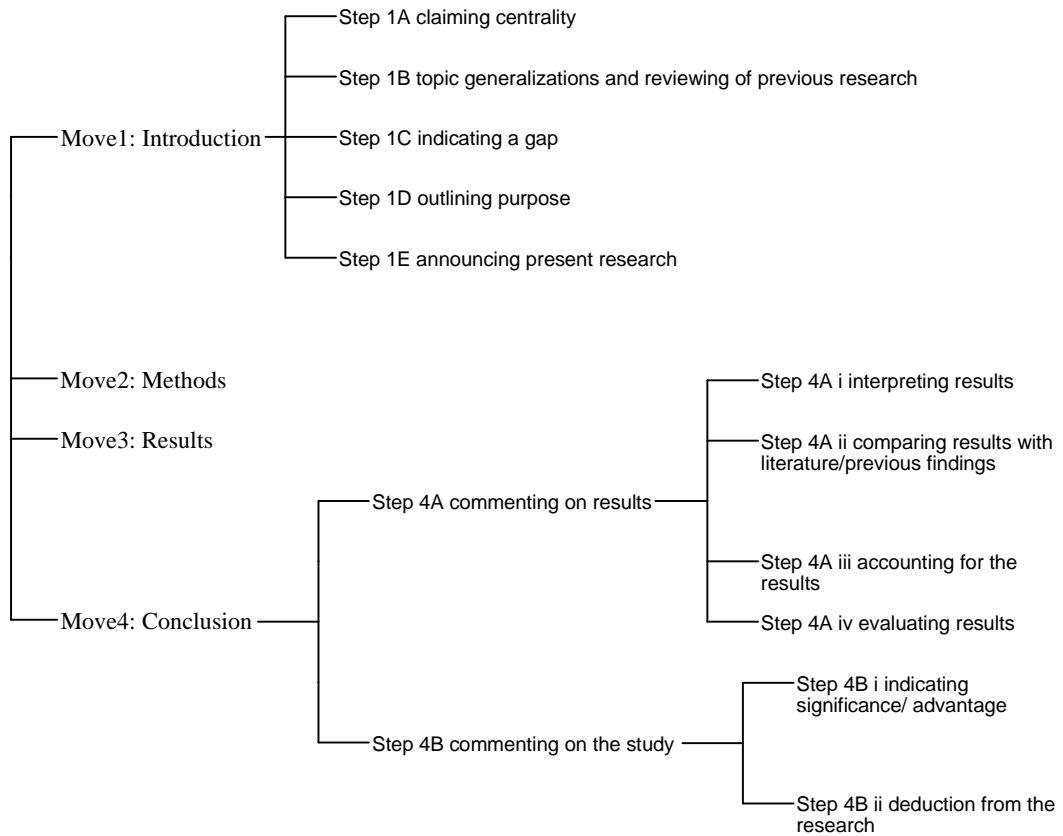 Step 1A claiming centrality
Step 1B topic generalizations and reviewing of previous research
Move1: Introduction
Step 1C indicating a gap
Step 1D outlining purpose
Step 1E announcing present research
Move2: Methods
Move3: Results
Move4: Conclusion
Step 4A commenting on results
Step 4A i interpreting results
Step 4A ii comparing results with
literature/previous findings
Step 4A iii accounting for the
results
Step 4A iv evaluating results
Step 4B commenting on the study
Step 4B i indicating
significance/ advantage
Step 4B ii deduction from the
research